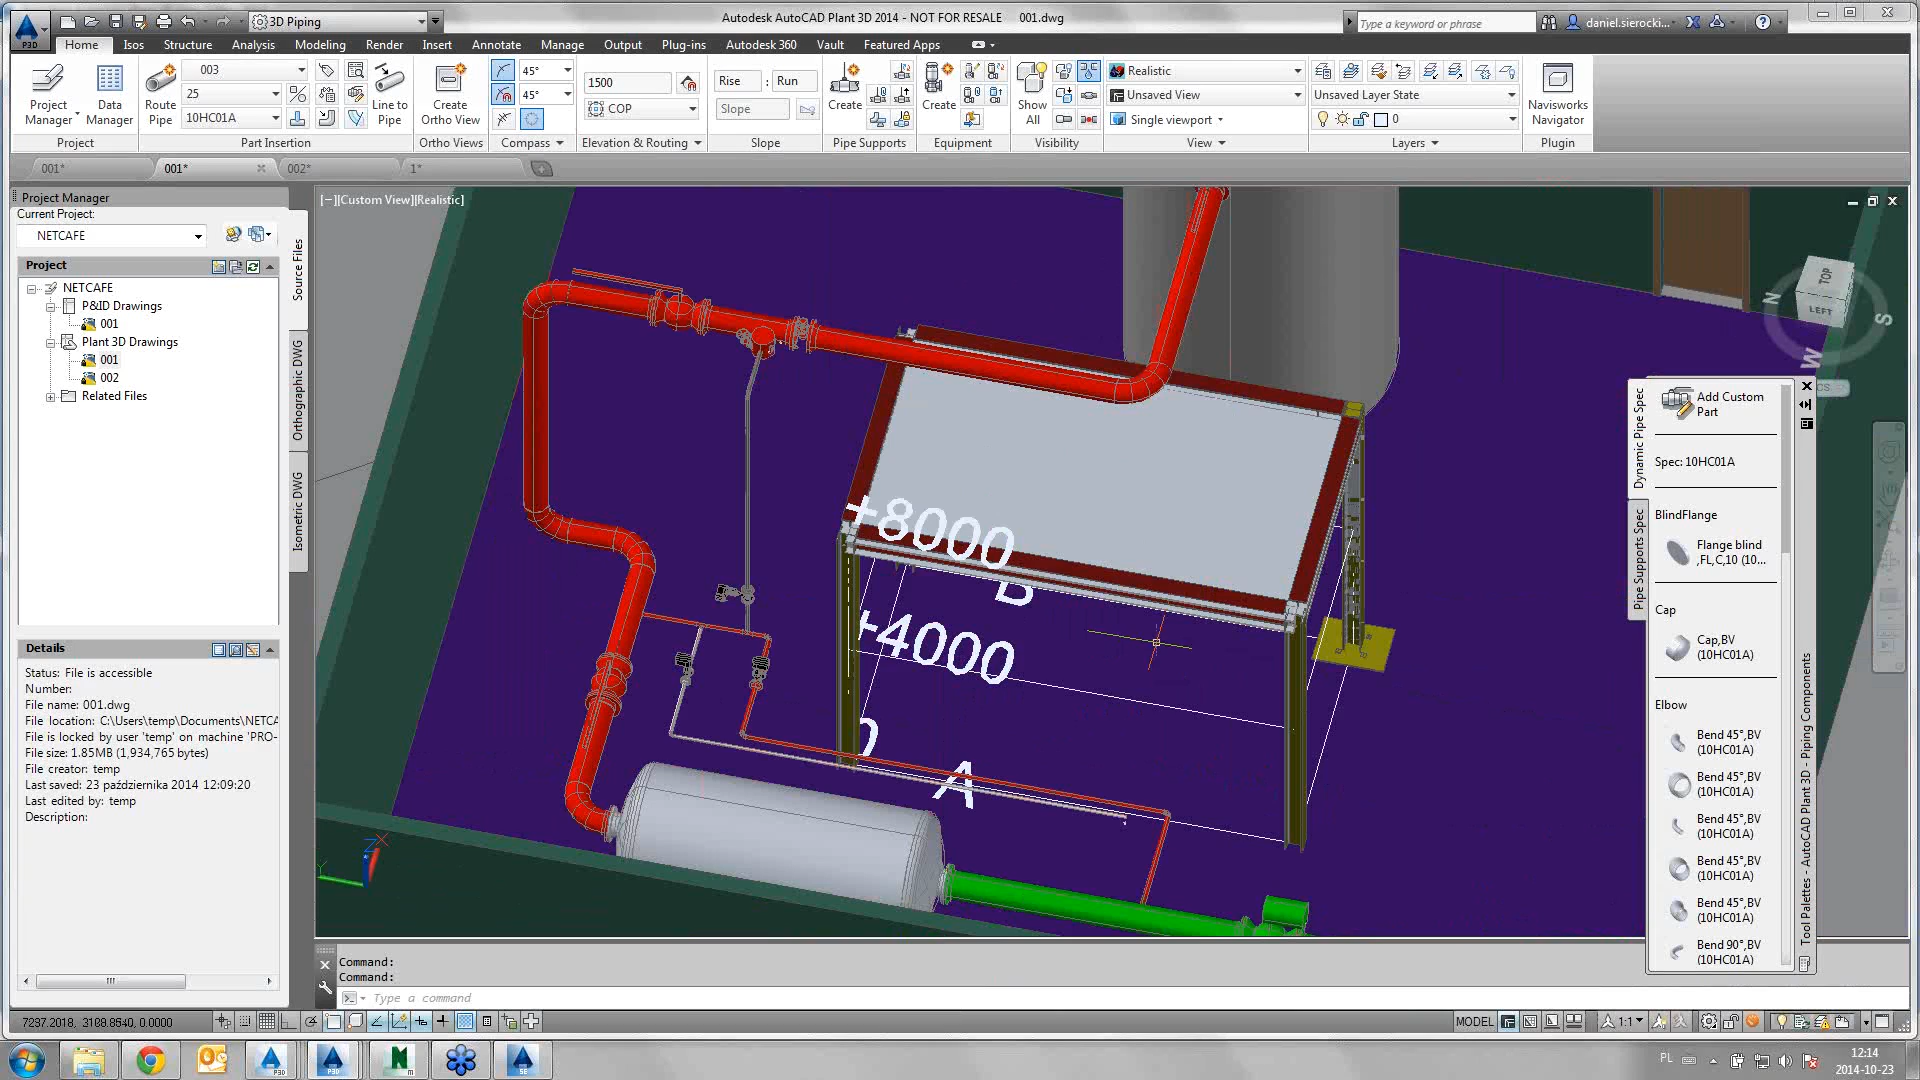 3D Piping
Autodesk AutoCAD Plant 3D 2014 - NOT FOR RESALE 001.dwg
Type a keyword or phrase
daniel.sierocki...
P3D
Home Isos Structure Analysis Modeling Render Insert Annotate Manage Output Plug-ins Autodesk 360 Vault Featured Apps
Project Manager
Data Manager
Project
Route Pipe
003
25
10HC01A
Line to Pipe
Part Insertion
Create Ortho View
Ortho Views
45°
45°
Compass
1500
COP
Elevation & Routing
Rise : Run
Slope
Slope
Create
Pipe Supports
Create
Equipment
Show All
Visibility
Realistic
Unsaved View
Single viewport
View
Unsaved Layer State
0
Layers
Navisworks Navigator
Plugin
001* 001* 002* 1*
Project Manager
Current Project:
NETCAFE
Project
NETCAFE
P&ID Drawings
001
Plant 3D Drawings
001
002
Related Files
Source Files
Orthographic DWG
Isometric DWG
Details
Status: File is accessible
Number:
File name: 001.dwg
File location: C:\Users\temp\Documents\NETCA
File is locked by user 'temp' on machine 'PRO-
File size: 1.85MB (1,934,765 bytes)
File creator: temp
Last saved: 23 października 2014 12:09:20
Last edited by: temp
Description:
[−][Custom View][Realistic]
TOP
LEFT
N
S
W
+8000
B
+4000
0
A
Z
X
Y
Dynamic Pipe Spec
Pipe Supports Spec
Add Custom Part
Spec: 10HC01A
BlindFlange
Flange blind ,FL,C,10 (10...
Cap
Cap,BV (10HC01A)
Elbow
Bend 45°,BV (10HC01A)
Bend 45°,BV (10HC01A)
Bend 45°,BV (10HC01A)
Bend 45°,BV (10HC01A)
Bend 45°,BV (10HC01A)
Bend 90°,BV (10HC01A)
Tool Palettes - AutoCAD Plant 3D - Piping Components
Command:
Command:
Type a command
MODEL
1:1
PL
12:14
2014-10-23